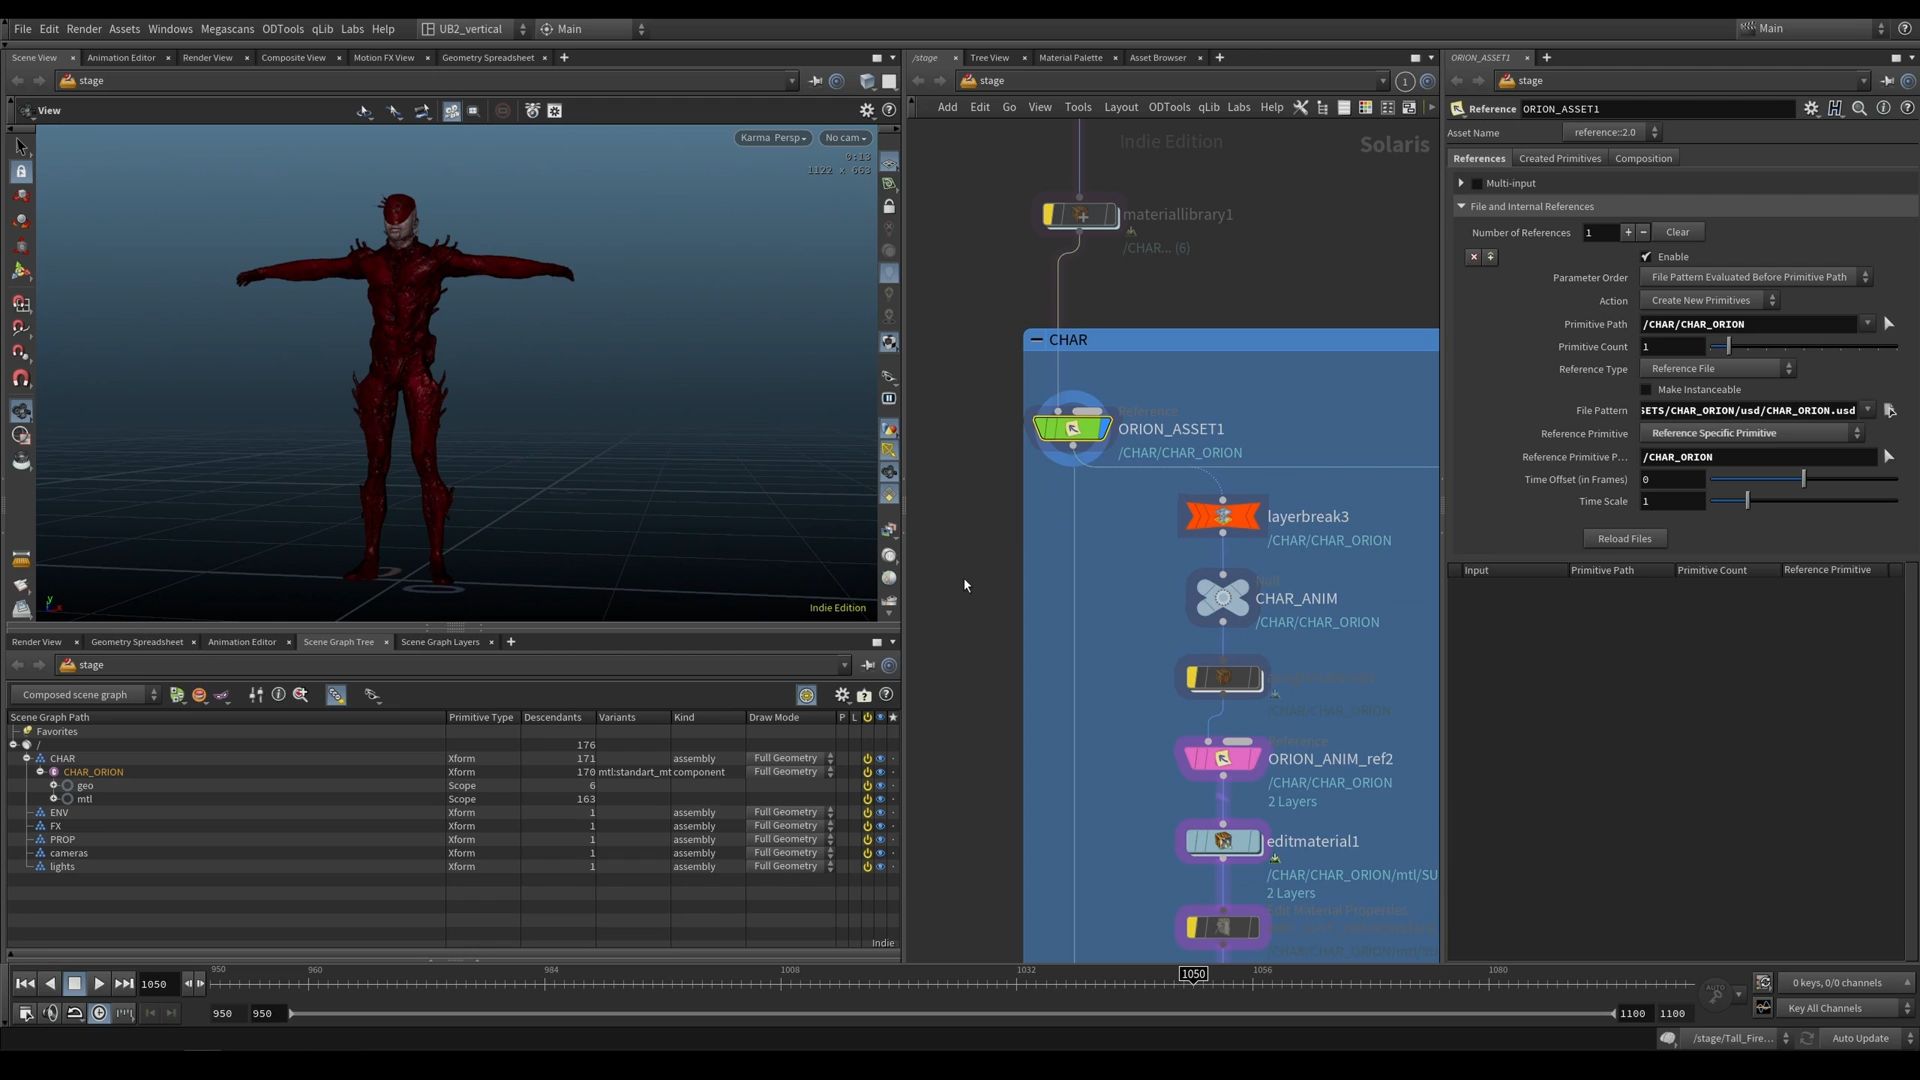 File Edit Render Assets Windows Megascans ODTools qLib Labs Help UB2_vertical Main Main
Scene View Animation Editor Render View Composite View Motion FX View Geometry Spreadsheet
stage
View
Karma Persp No cam
0:13
1122 x 663
Indie Edition
Render View Geometry Spreadsheet Animation Editor Scene Graph Tree Scene Graph Layers
stage
Composed scene graph
Scene Graph Path Primitive Type Descendants Variants Kind Draw Mode P L
Favorites
/ 176
CHAR Xform 171 assembly Full Geometry
CHAR_ORION Xform 170 mtl:standart_mt component Full Geometry
geo Scope 6
mtl Scope 163
ENV Xform 1 assembly Full Geometry
FX Xform 1 assembly Full Geometry
PROP Xform 1 assembly Full Geometry
cameras Xform 1 assembly Full Geometry
lights Xform 1 assembly Full Geometry
Indie
/stage Tree View Material Palette Asset Browser
stage 1
Add Edit Go View Tools Layout ODTools qLib Labs Help
Indie Edition Solaris
materiallibrary1
/CHAR... (6)
CHAR
Reference
ORION_ASSET1
/CHAR/CHAR_ORION
layerbreak3
/CHAR/CHAR_ORION
Null
CHAR_ANIM
/CHAR/CHAR_ORION
/CHAR/CHAR_ORION
Reference
ORION_ANIM_ref2
/CHAR/CHAR_ORION
2 Layers
editmaterial1
/CHAR/CHAR_ORION/mtl/SU
2 Layers
Edit Material Properties
ORION_ASSET1
stage
Reference ORION_ASSET1
Asset Name reference::2.0
References Created Primitives Composition
Multi-input
File and Internal References
Number of References 1 + - Clear
Enable
Parameter Order File Pattern Evaluated Before Primitive Path
Action Create New Primitives
Primitive Path /CHAR/CHAR_ORION
Primitive Count 1
Reference Type Reference File
Make Instanceable
File Pattern SETS/CHAR_ORION/usd/CHAR_ORION.usd
Reference Primitive Reference Specific Primitive
Reference Primitive P... /CHAR_ORION
Time Offset (in Frames) 0
Time Scale 1
Reload Files
Input Primitive Path Primitive Count Reference Primitive
1050 950 960 984 1008 1032 1050 1056 1080
AUTO 0 keys, 0/0 channels
950 950 1100 1100 Key All Channels
/stage/Tall_Fire... Auto Update